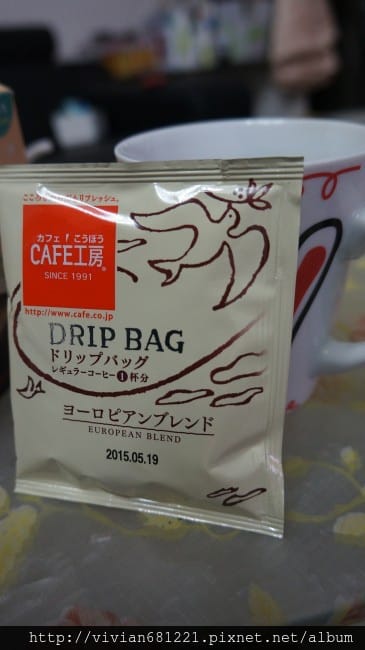 カフェ こうぼう
CAFE工房®
SINCE 1991
http://www.cafe.co.jp
DRIP BAG
ドリップバッグ
レギュラーコーヒー1杯分
ヨーロピアンブレンド
EUROPEAN BLEND
2015.05.19
http://vivian681221.pixnet.net/album